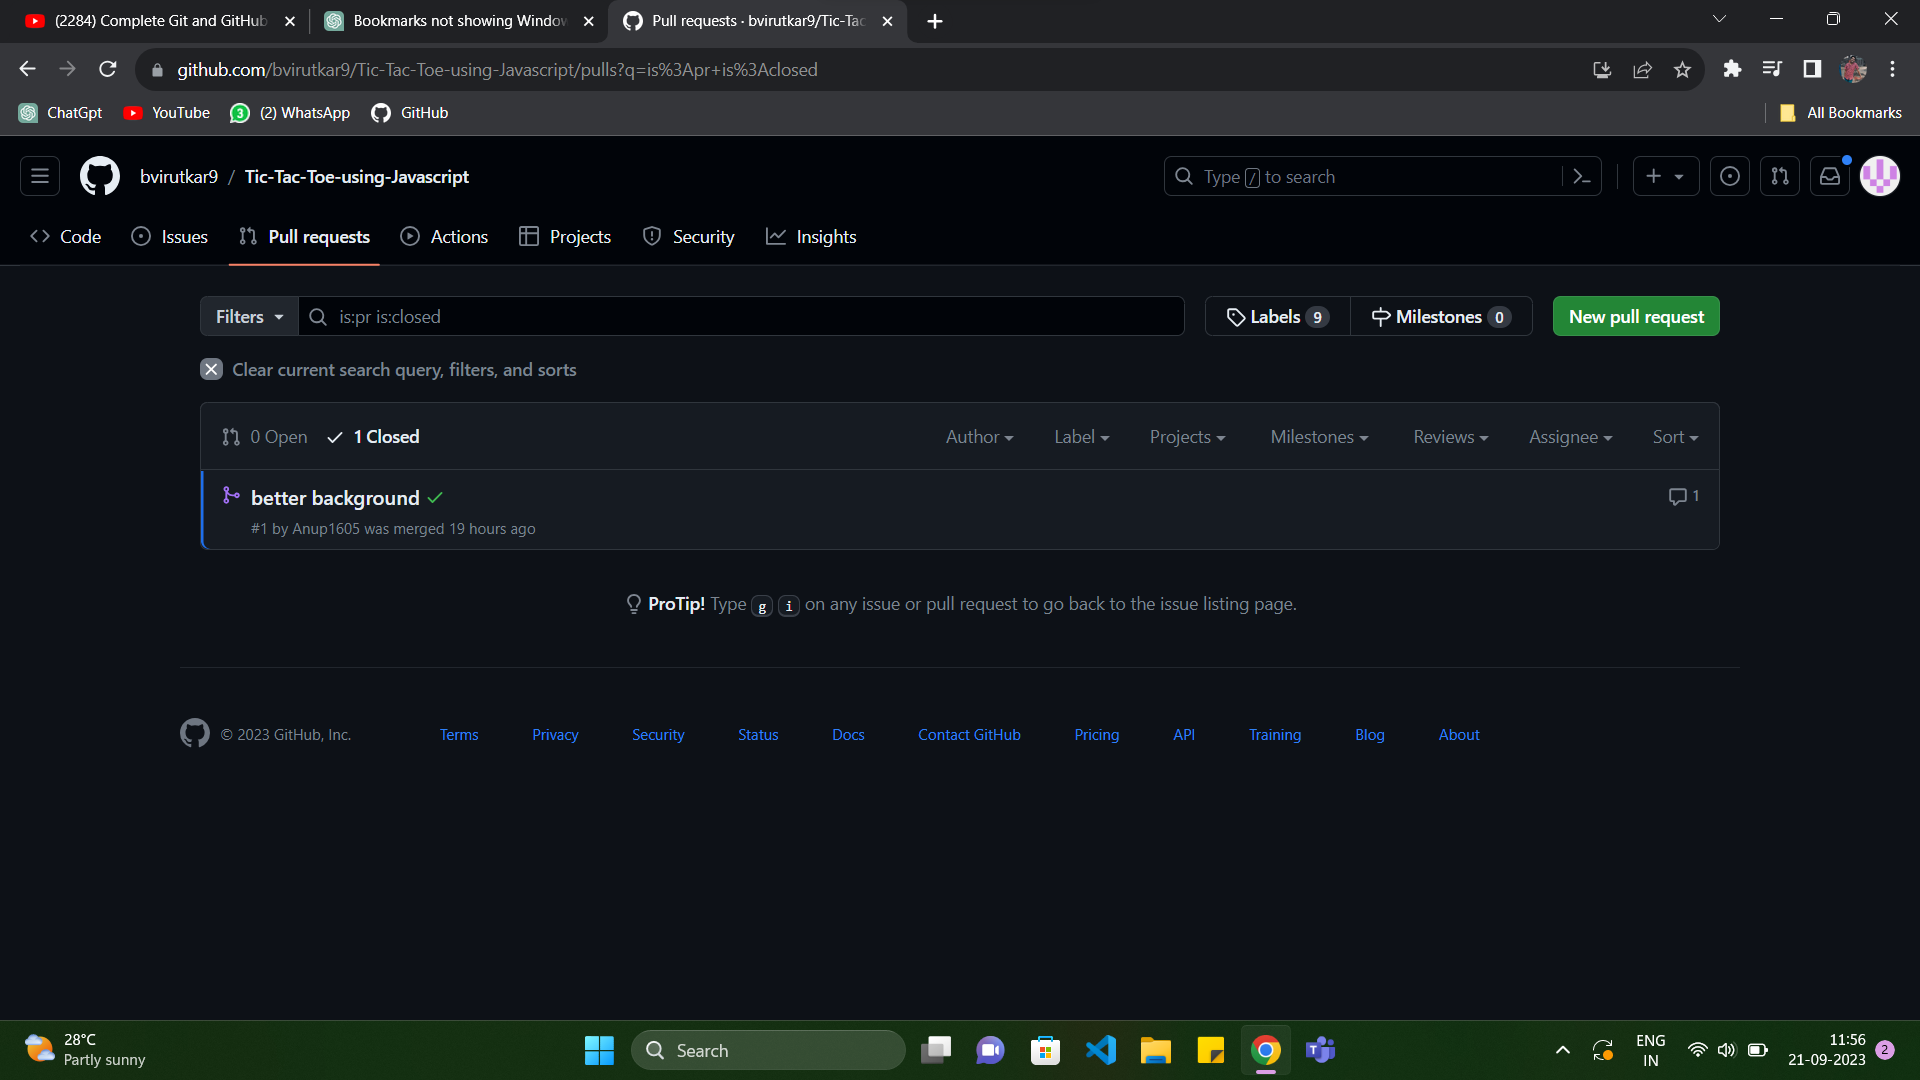 (2284) Complete Git and GitHub
Bookmarks not showing Window
Pull requests · bvirutkar9/Tic-Tac
github.com/bvirutkar9/Tic-Tac-Toe-using-Javascript/pulls?q=is%3Apr+is%3Aclosed
ChatGpt YouTube 3 (2) WhatsApp GitHub All Bookmarks
bvirutkar9 / Tic-Tac-Toe-using-Javascript Type / to search
Code Issues Pull requests Actions Projects Security Insights
Filters is:pr is:closed Labels 9 Milestones 0 New pull request
Clear current search query, filters, and sorts
0 Open 1 Closed Author Label Projects Milestones Reviews Assignee Sort
better background 1
#1 by Anup1605 was merged 19 hours ago
ProTip! Type g i on any issue or pull request to go back to the issue listing page.
© 2023 GitHub, Inc. Terms Privacy Security Status Docs Contact GitHub Pricing API Training Blog About
28°C
Partly sunny
Search
ENG
IN
11:56
21-09-2023
2